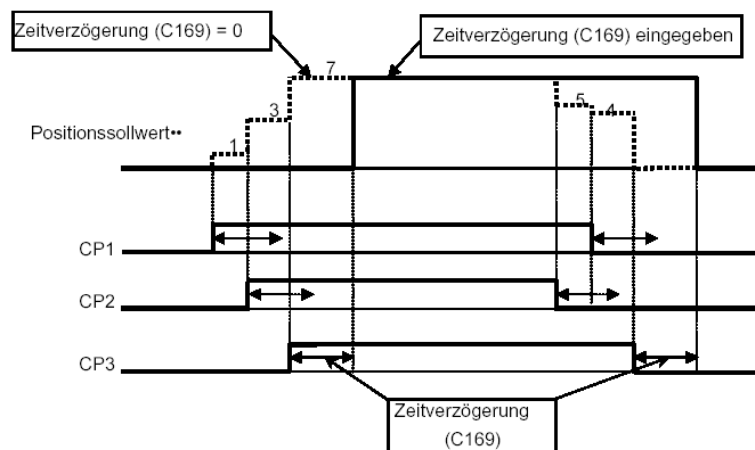 Zeitverzögerung (C169) = 0
Zeitverzögerung (C169) eingegeben
7
3
5
4
Positionssollwert••
1
CP1
CP2
CP3
Zeitverzögerung
(C169)